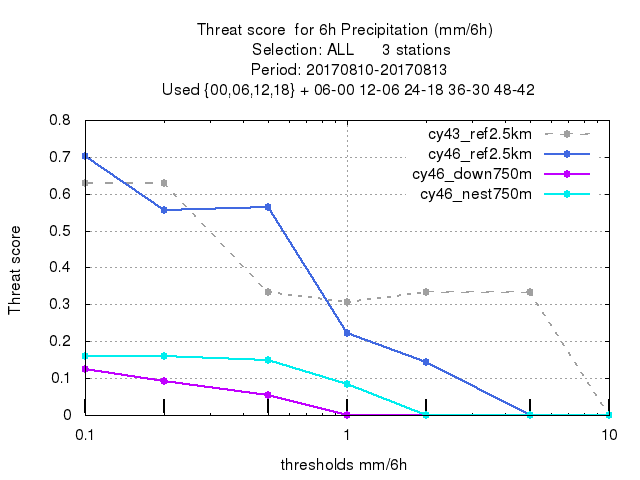 Threat score  for 6h Precipitation (mm/6h)
Selection: ALL      3 stations
Period: 20170810-20170813
Used {00,06,12,18} + 06-00 12-06 24-18 36-30 48-42
0.8
0.7
0.6
0.5
0.4
0.3
0.2
0.1
0
Threat score
cy43_ref2.5km
cy46_ref2.5km
cy46_down750m
cy46_nest750m
0.1 1 10
thresholds mm/6h